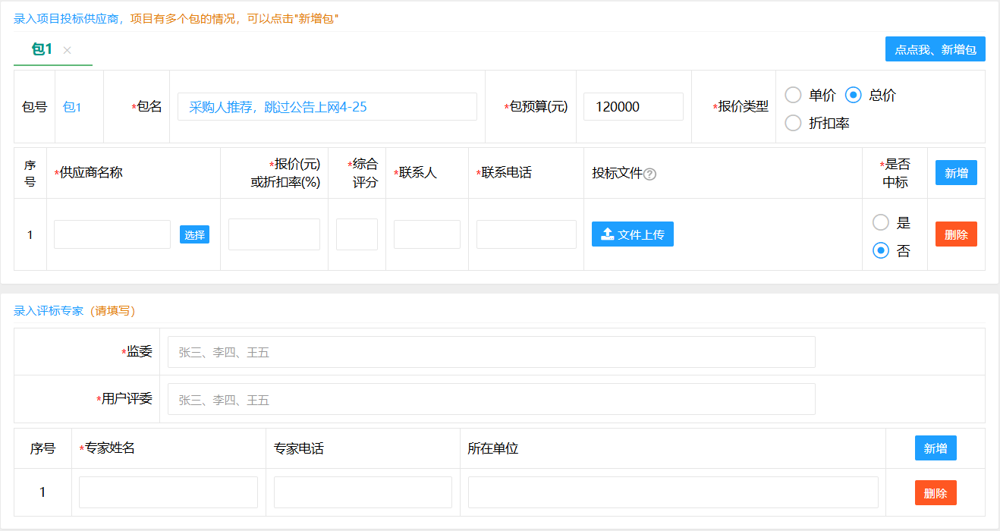 录入项目投标供应商，项目有多个包的情况，可以点击"新增包"
包1 ×
点点我、新增包
包号 包1 *包名 采购人推荐，跳过公告上网4-25 *包预算(元) 120000 *报价类型 单价 总价
折扣率
序号 *供应商名称 *报价(元)或折扣率(%) *综合评分 *联系人 *联系电话 投标文件? *是否中标 新增
1 选择 文件上传 是 否 删除
录入评标专家（请填写）
*监委 张三、李四、王五
*用户评委 张三、李四、王五
序号 *专家姓名 专家电话 所在单位 新增
1 删除